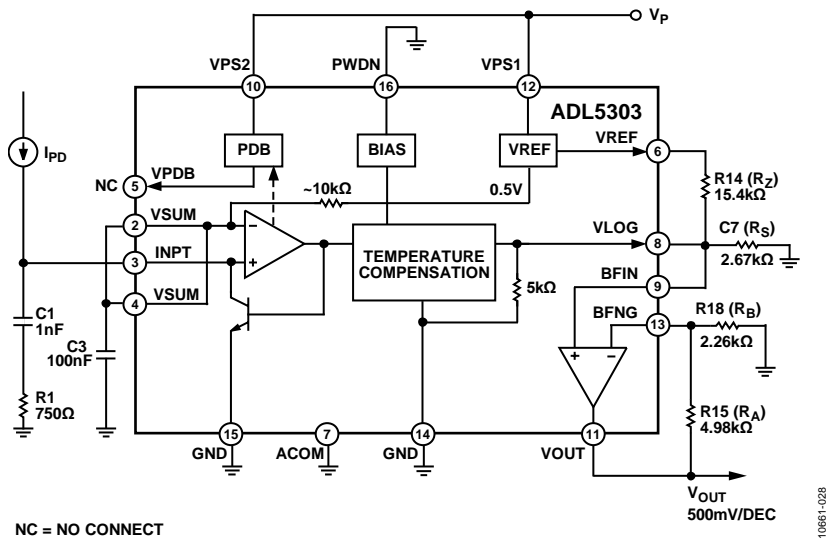 V_P
VPS2
PWDN
VPS1
10
16
12
ADL5303
I_PD
PDB
BIAS
VREF
VREF
6
R14 (R_Z)
15.4kΩ
NC
5
VPDB
~10kΩ
0.5V
2
VSUM
C7 (R_S)
2.67kΩ
3
INPT
TEMPERATURE
COMPENSATION
VLOG
8
4
VSUM
5kΩ
BFIN
9
C1
1nF
C3
100nF
BFNG
13
R18 (R_B)
2.26kΩ
R1
750Ω
R15 (R_A)
4.98kΩ
15
7
14
11
GND
ACOM
GND
VOUT
V_OUT
500mV/DEC
NC = NO CONNECT
10661-028